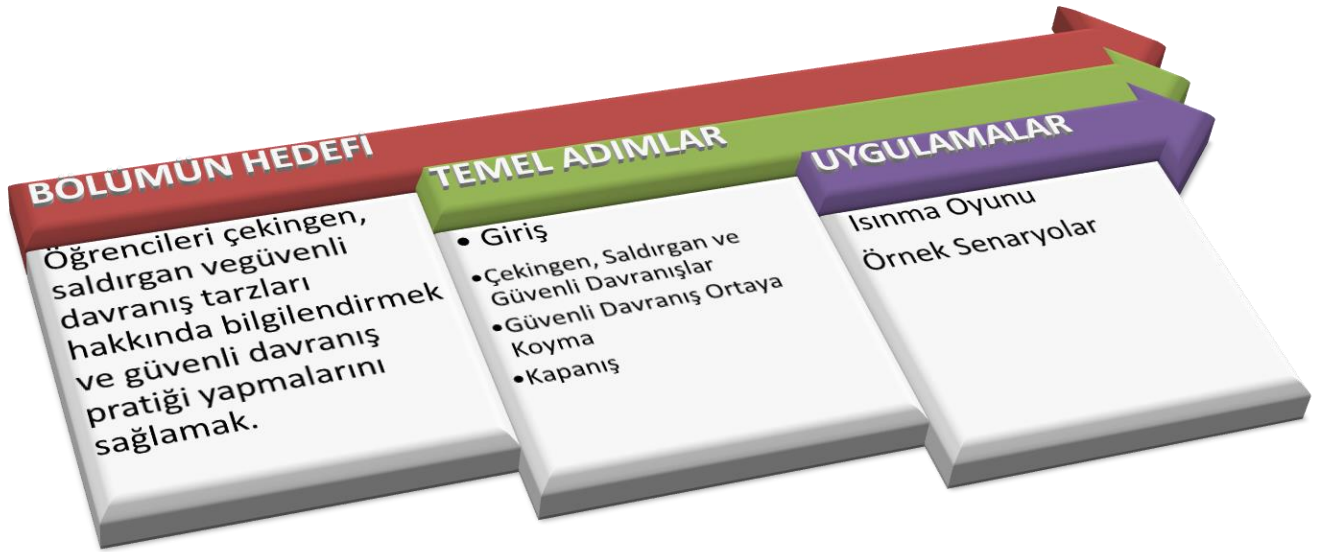 BÖLÜMÜN HEDEFİ
Öğrencileri çekingen,
saldırgan vegüvenli
davranış tarzları
hakkında bilgilendirmek
ve güvenli davranış
pratiği yapmalarını
sağlamak.
TEMEL ADIMLAR
• Giriş
•Çekingen, Saldırgan ve
Güvenli Davranışlar
•Güvenli Davranış Ortaya
Koyma
•Kapanış
UYGULAMALAR
Isınma Oyunu
Örnek Senaryolar